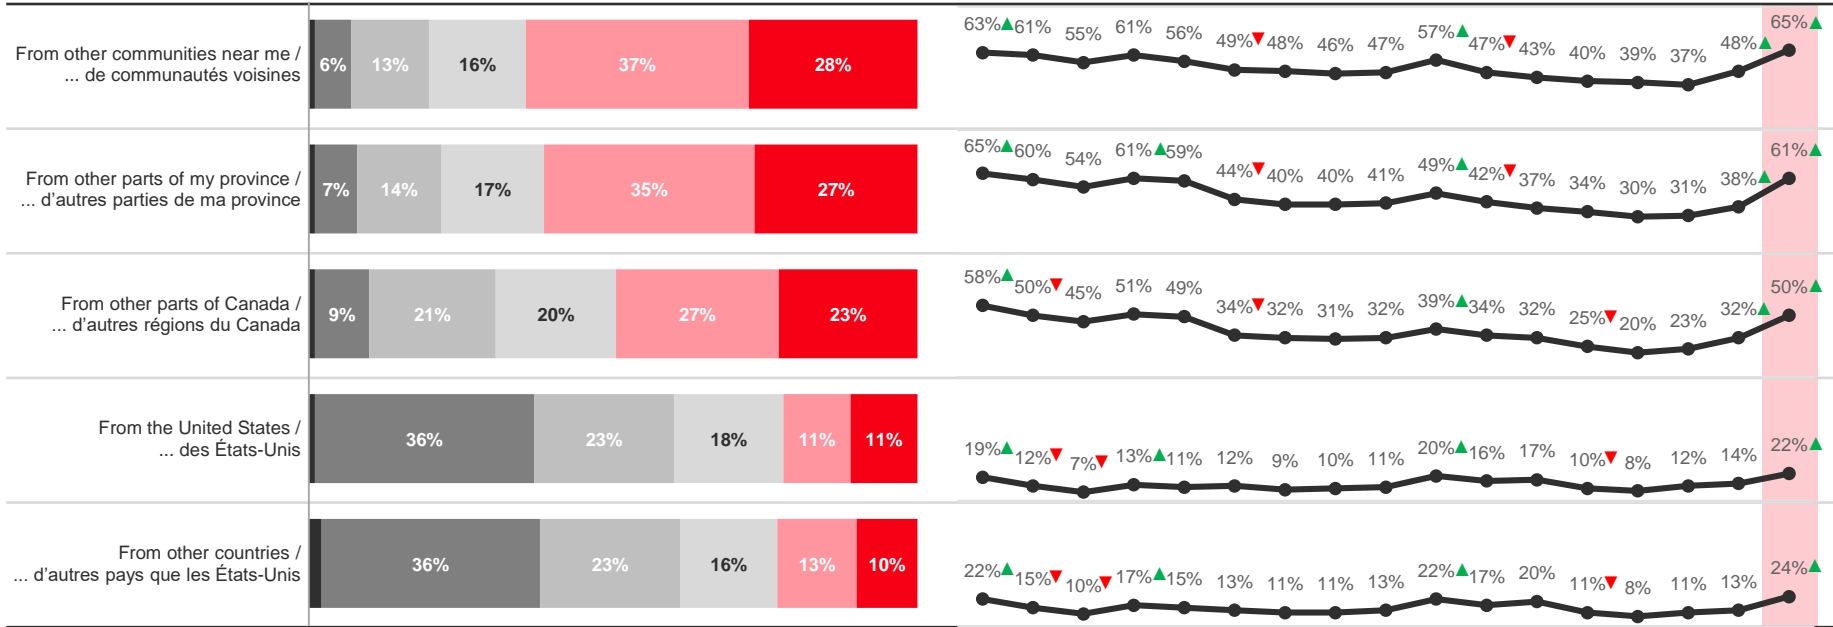 From other communities near me /
... de communautés voisines
6% 13% 16% 37% 28%
63%▲ 61% 55% 61% 56% 49%▼ 48% 46% 47% 57%▲ 47%▼ 43% 40% 39% 37% 48%▲ 65%▲
From other parts of my province /
... d'autres parties de ma province
7% 14% 17% 35% 27%
65%▲ 60% 54% 61%▲ 59% 44%▼ 40% 40% 41% 49%▲ 42%▼ 37% 34% 30% 31% 38%▲ 61%▲
From other parts of Canada /
... d'autres régions du Canada
9% 21% 20% 27% 23%
58%▲ 50%▼ 45% 51% 49% 34%▼ 32% 31% 32% 39%▲ 34% 32% 25%▼ 20% 23% 32%▲ 50%▲
From the United States /
... des États-Unis
36% 23% 18% 11% 11%
19%▲ 12%▼ 7%▼ 13%▲ 11% 12% 9% 10% 11% 20%▲ 16% 17% 10%▼ 8% 12% 14% 22%▲
From other countries /
... d'autres pays que les États-Unis
36% 23% 16% 13% 10%
22%▲ 15%▼ 10%▼ 17%▲ 15% 13% 11% 11% 13% 22%▲ 17% 20% 11%▼ 8% 11% 13% 24%▲